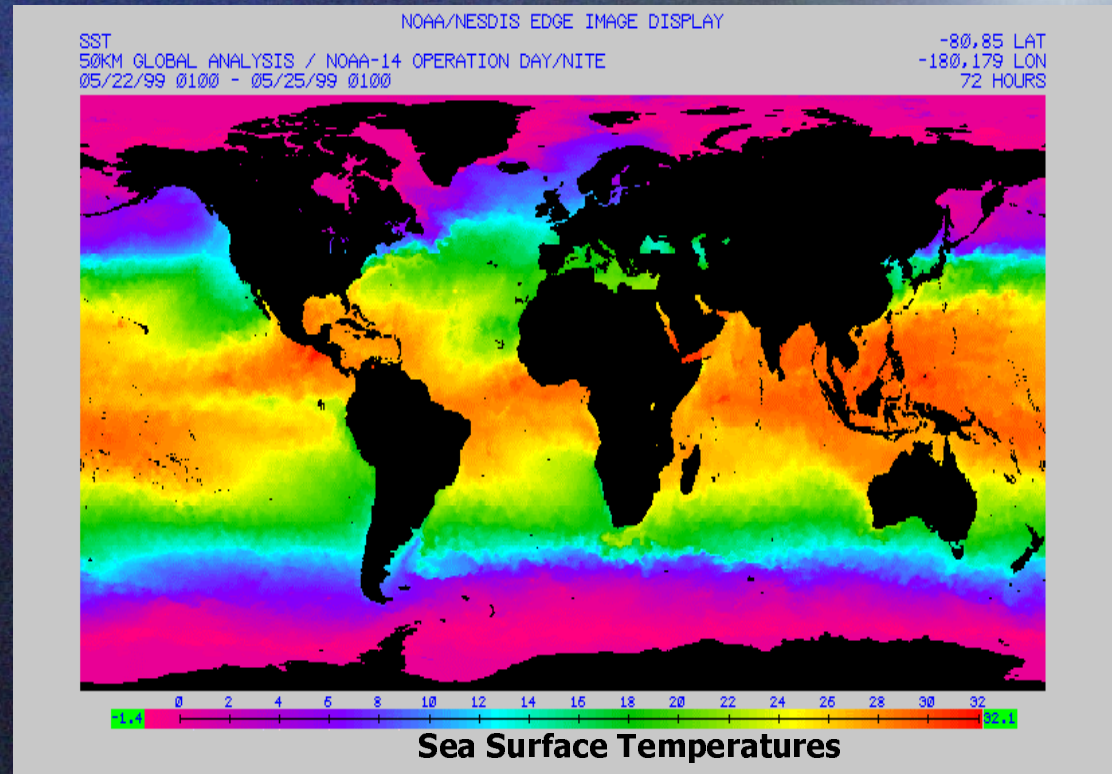 NOAA/NESDIS EDGE IMAGE DISPLAY
SST
-80,85 LAT
50KM GLOBAL ANALYSIS / NOAA-14 OPERATION DAY/NITE
-180,179 LON
05/22/99 0100 - 05/25/99 0100
72 HOURS
0 2 4 6 8 10 12 14 16 18 20 22 24 26 28 30 32
-1.4
32.1
Sea Surface Temperatures